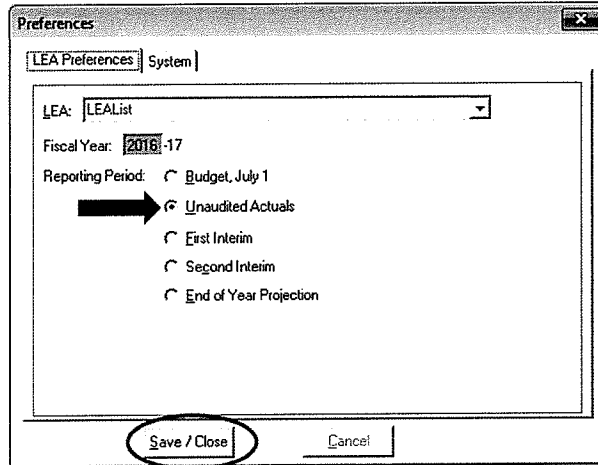 Preferences
LEA Preferences System
LEA: LEAList
Fiscal Year: 2016 -17
Reporting Period: Budget, July 1
Unaudited Actuals
First Interim
Second Interim
End of Year Projection
Save / Close Cancel